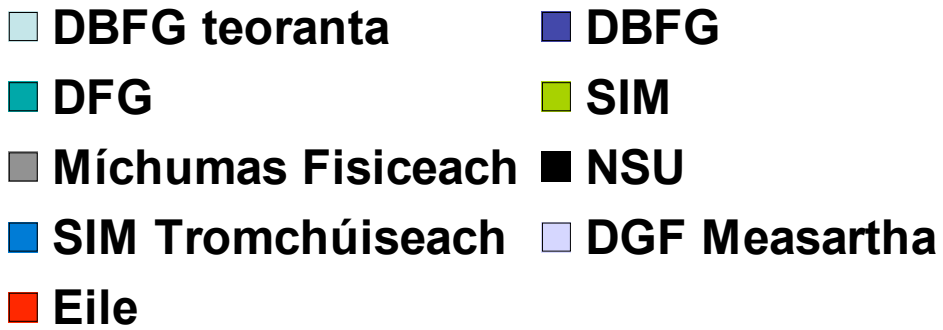 DBFG teoranta DBFG
DFG SIM
Míchumas Fisiceach NSU
SIM Tromchúiseach DGF Measartha
Eile